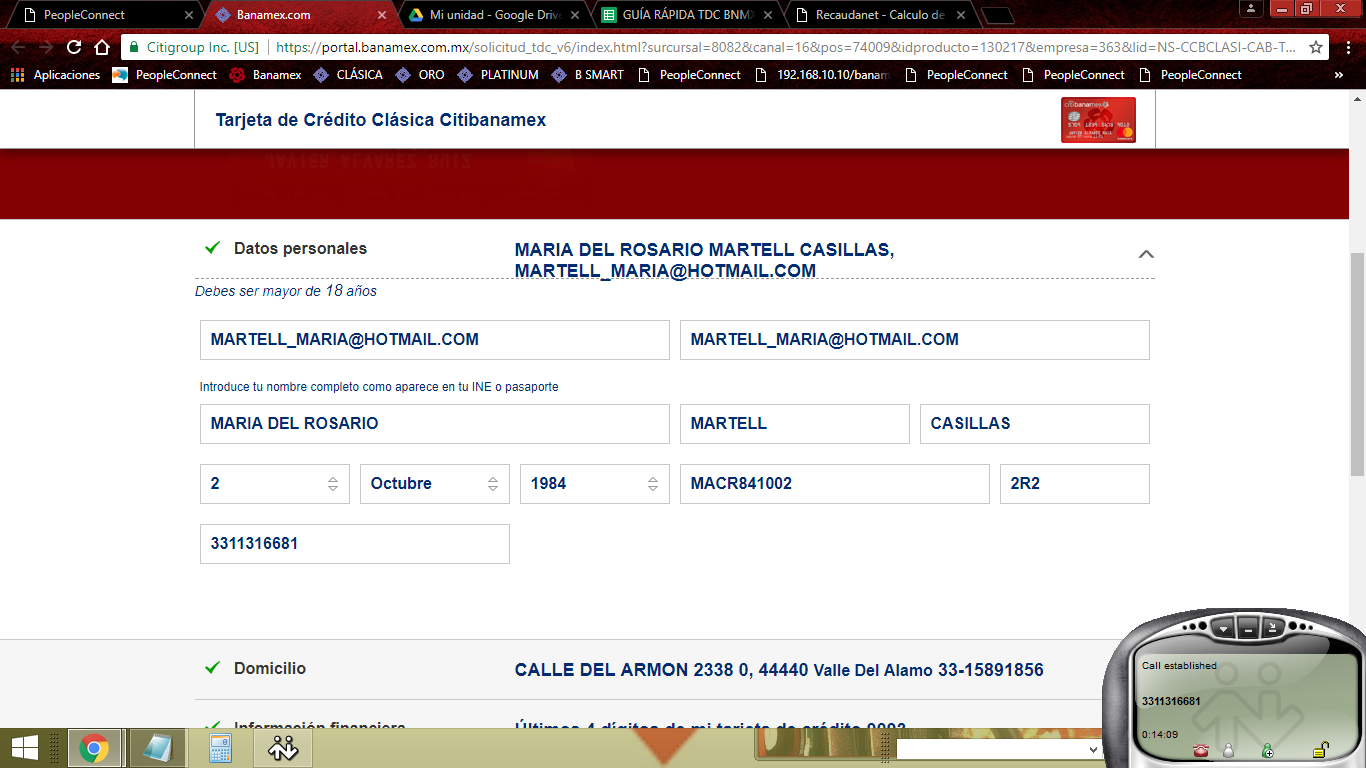 PeopleConnect
Banamex.com
Mi unidad - Google Drive
GUÍA RÁPIDA TDC BNMX
Recaudanet - Calculo de
Citigroup Inc. [US] https://portal.banamex.com.mx/solicitud_tdc_v6/index.html?surcursal=8082&canal=16&pos=74009&idproducto=130217&empresa=363&lid=NS-CCBCLASI-CAB-T...
Aplicaciones PeopleConnect Banamex CLÁSICA ORO PLATINUM B SMART PeopleConnect 192.168.10.10/banam PeopleConnect PeopleConnect PeopleConnect »
Tarjeta de Crédito Clásica Citibanamex
citibanamex
JAVIER ALVAREZ RUIZ
Datos personales
MARIA DEL ROSARIO MARTELL CASILLAS,
MARTELL_MARIA@HOTMAIL.COM
Debes ser mayor de 18 años
MARTELL_MARIA@HOTMAIL.COM MARTELL_MARIA@HOTMAIL.COM
Introduce tu nombre completo como aparece en tu INE o pasaporte
MARIA DEL ROSARIO MARTELL CASILLAS
2 Octubre 1984 MACR841002 2R2
3311316681
Domicilio CALLE DEL ARMON 2338 0, 44440 Valle Del Alamo 33-15891856
Información financiera Últimos 4 dígitos de mi tarjeta de crédito
Call established
3311316681
0:14:09